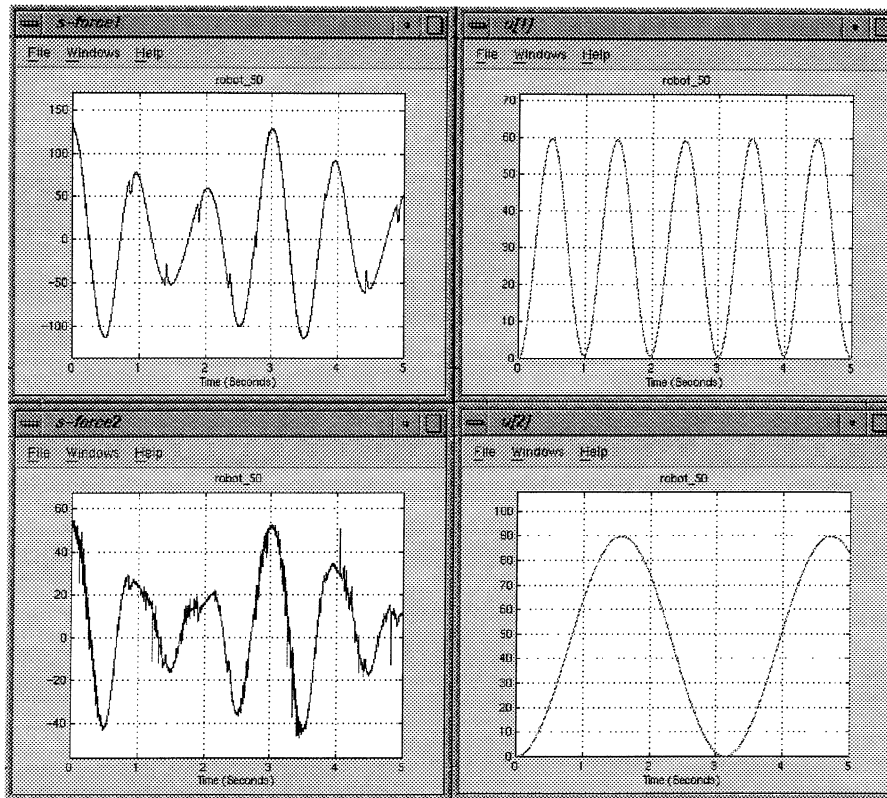 s-force1
File Windows Help
robot_50
150
100
50
0
−50
−100
0 1 2 3 4 5
Time (Seconds)
u[1]
File Windows Help
robot_50
70
60
50
40
30
20
10
0
0 1 2 3 4 5
Time (Seconds)
s-force2
File Windows Help
robot_50
60
40
20
0
−20
−40
0 1 2 3 4 5
Time (Seconds)
u[2]
File Windows Help
robot_50
100
90
80
70
60
50
40
30
20
10
0
0 1 2 3 4 5
Time (Seconds)